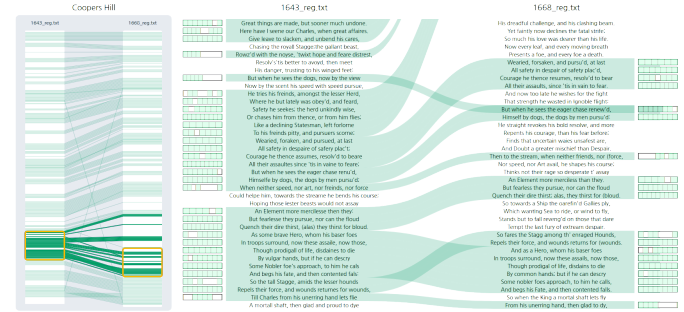 Coopers Hill
1643_reg.txt
1668_reg.txt
1643_reg.txt
Great things are made, but sooner much undone.
Here have I seene our Charles, when great affaires,
Give leave to slacken, and unbend his cares,
Chasing the royall Stagge the gallant beast,
Rowz'd with the noyse, 'twixt hope and feare distrest,
Resolv's tis better to avoid, then meet
His danger, trusting to his winged feet:
But when he sees the dogs, now by the view
Now by the scent his speed with speed pursue,
He tries his freinds, amongst the lesser Herd,
Where he but lately was obey'd, and feard,
Safety he seekes: the herd unkindly wise,
Or chases him from thence, or from him flies:
Like a declining Statesman, left forlorne
To his freinds pitty, and pursuers scorne:
Wearied, forsaken, and pursued, at last
All safety in despaire of safety plac't:
Courage he thence assumes, resolv'd to beare
All their assaults since 'tis in vaine to feare:
But when he sees the eager chase renu'd,
Himselfe by dogs, the dogs by men pursu'd:
When neither speed, nor art, nor freinds, nor force
Could helpe him, towards the streame he bends his course:
Hoping those lesser beasts would not assay
An Element more mercilesse then they:
But fearlesse they pursue, nor can the floud
Quench their dire thirst, (alas) they thirst for bloud.
As some brave Hero, whom his baser foes
In troops surround, now these assaile, now those,
Though prodigall of life, disdaines to die
By vulgar hands, but if he can descry
Some Nobler foe's approach, to him he cals
And begs his fate, and then contented fals:
So the tall Stagge, amids the lesser hounds
Repels their force, and wounds returnes for wounds,
Till Charles from his unerring hand lets flie
A mortall shaft, then glad and proud to dye
1668_reg.txt
His dreadful challenge, and his clashing beam.
Yet faintly now declines the fatal strife;
So much his love was dearer than his life.
Now every leaf, and every moving breath
Presents a foe, and every foe a death.
Wearied, forsaken, and pursu'd, at last
All safety in despair of safety plac'd,
Courage he thence resumes, resolv'd to bear
All their assaults, since 'tis in vain to fear.
And now too late he wishes for the fight
That strength he wasted in ignoble flight
But when he sees the eager chase renew'd,
Himself by dogs, the dogs by men pursu'd:
He straight revokes his bold resolve, and more
Repents his courage, than his fear before;
Finds that uncertain waies unsafest are,
And Doubt a greater mischief than Despair.
Then to the stream, when neither friends, nor force,
Nor speed, nor Art avail, he shapes his course;
Thinks not their rage so desperate t' assay
An Element more merciless than they.
But fearless they pursue, nor can the floud
Quench their dire thirst; alas, they thirst for bloud.
So towards a Ship the oarefin'd Gallies ply,
Which wanting Sea to ride, or wind to fly,
Stands but to fall reveng'd on those that dare
Tempt the last fury of extream despair.
So fares the Stagg among th' enraged Hounds,
Repels their force, and wounds returns for wounds.
And as a Hero, whom his baser foes
In troops surround, now these assails, now those,
Though prodigal of life, disdains to die
By common hands; but if he can descry
Some nobler foes approach, to him he calls,
And begs his Fate, and then contented falls.
So when the King a mortal shaft lets fly
From his unerring hand, then glad to dy,